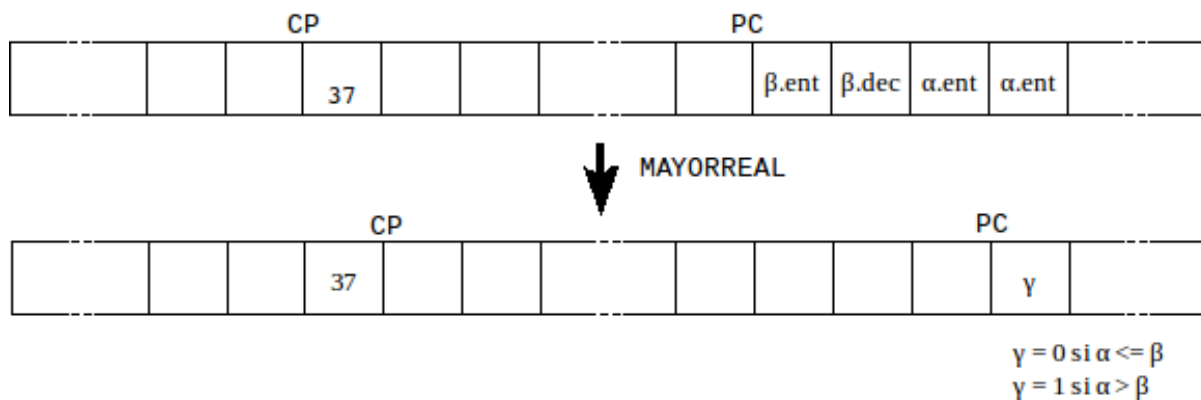 CP PC
37 β.ent β.dec α.ent α.ent
MAYORREAL
CP PC
37 γ
γ = 0 si α <= β
γ = 1 si α > β